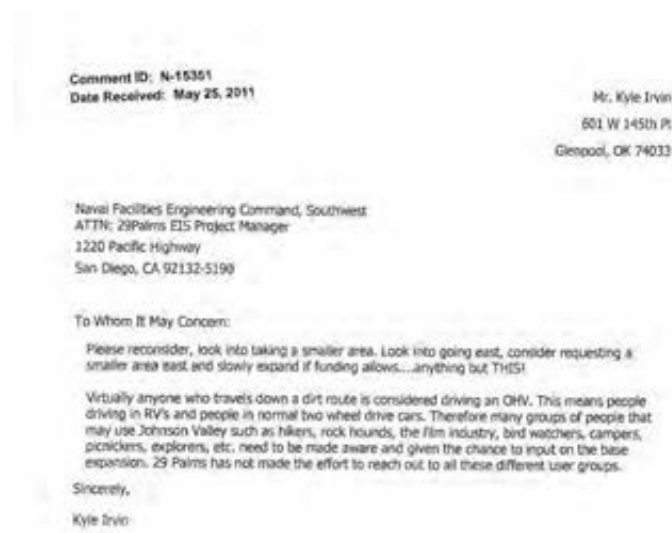 Comment ID: N-15351
Date Received: May 25, 2011
Mr. Kyle Irvin
601 W 145th Pl
Glenpool, OK 74033
Naval Facilities Engineering Command, Southwest
ATTN: 29Palms EIS Project Manager
1220 Pacific Highway
San Diego, CA 92132-5190
To Whom It May Concern:
Please reconsider, look into taking a smaller area. Look into going east, consider requesting a
smaller area east and slowly expand if funding allows....anything but THIS!
Virtually anyone who travels down a dirt route is considered driving an OHV. This means people
driving in RV's and people in normal two wheel drive cars. Therefore many groups of people that
may use Johnson Valley such as hikers, rock hounds, the film industry, bird watchers, campers,
picnickers, explorers, etc. need to be made aware and given the chance to input on the base
expansion. 29 Palms has not made the effort to reach out to all these different user groups.
Sincerely,
Kyle Irvin